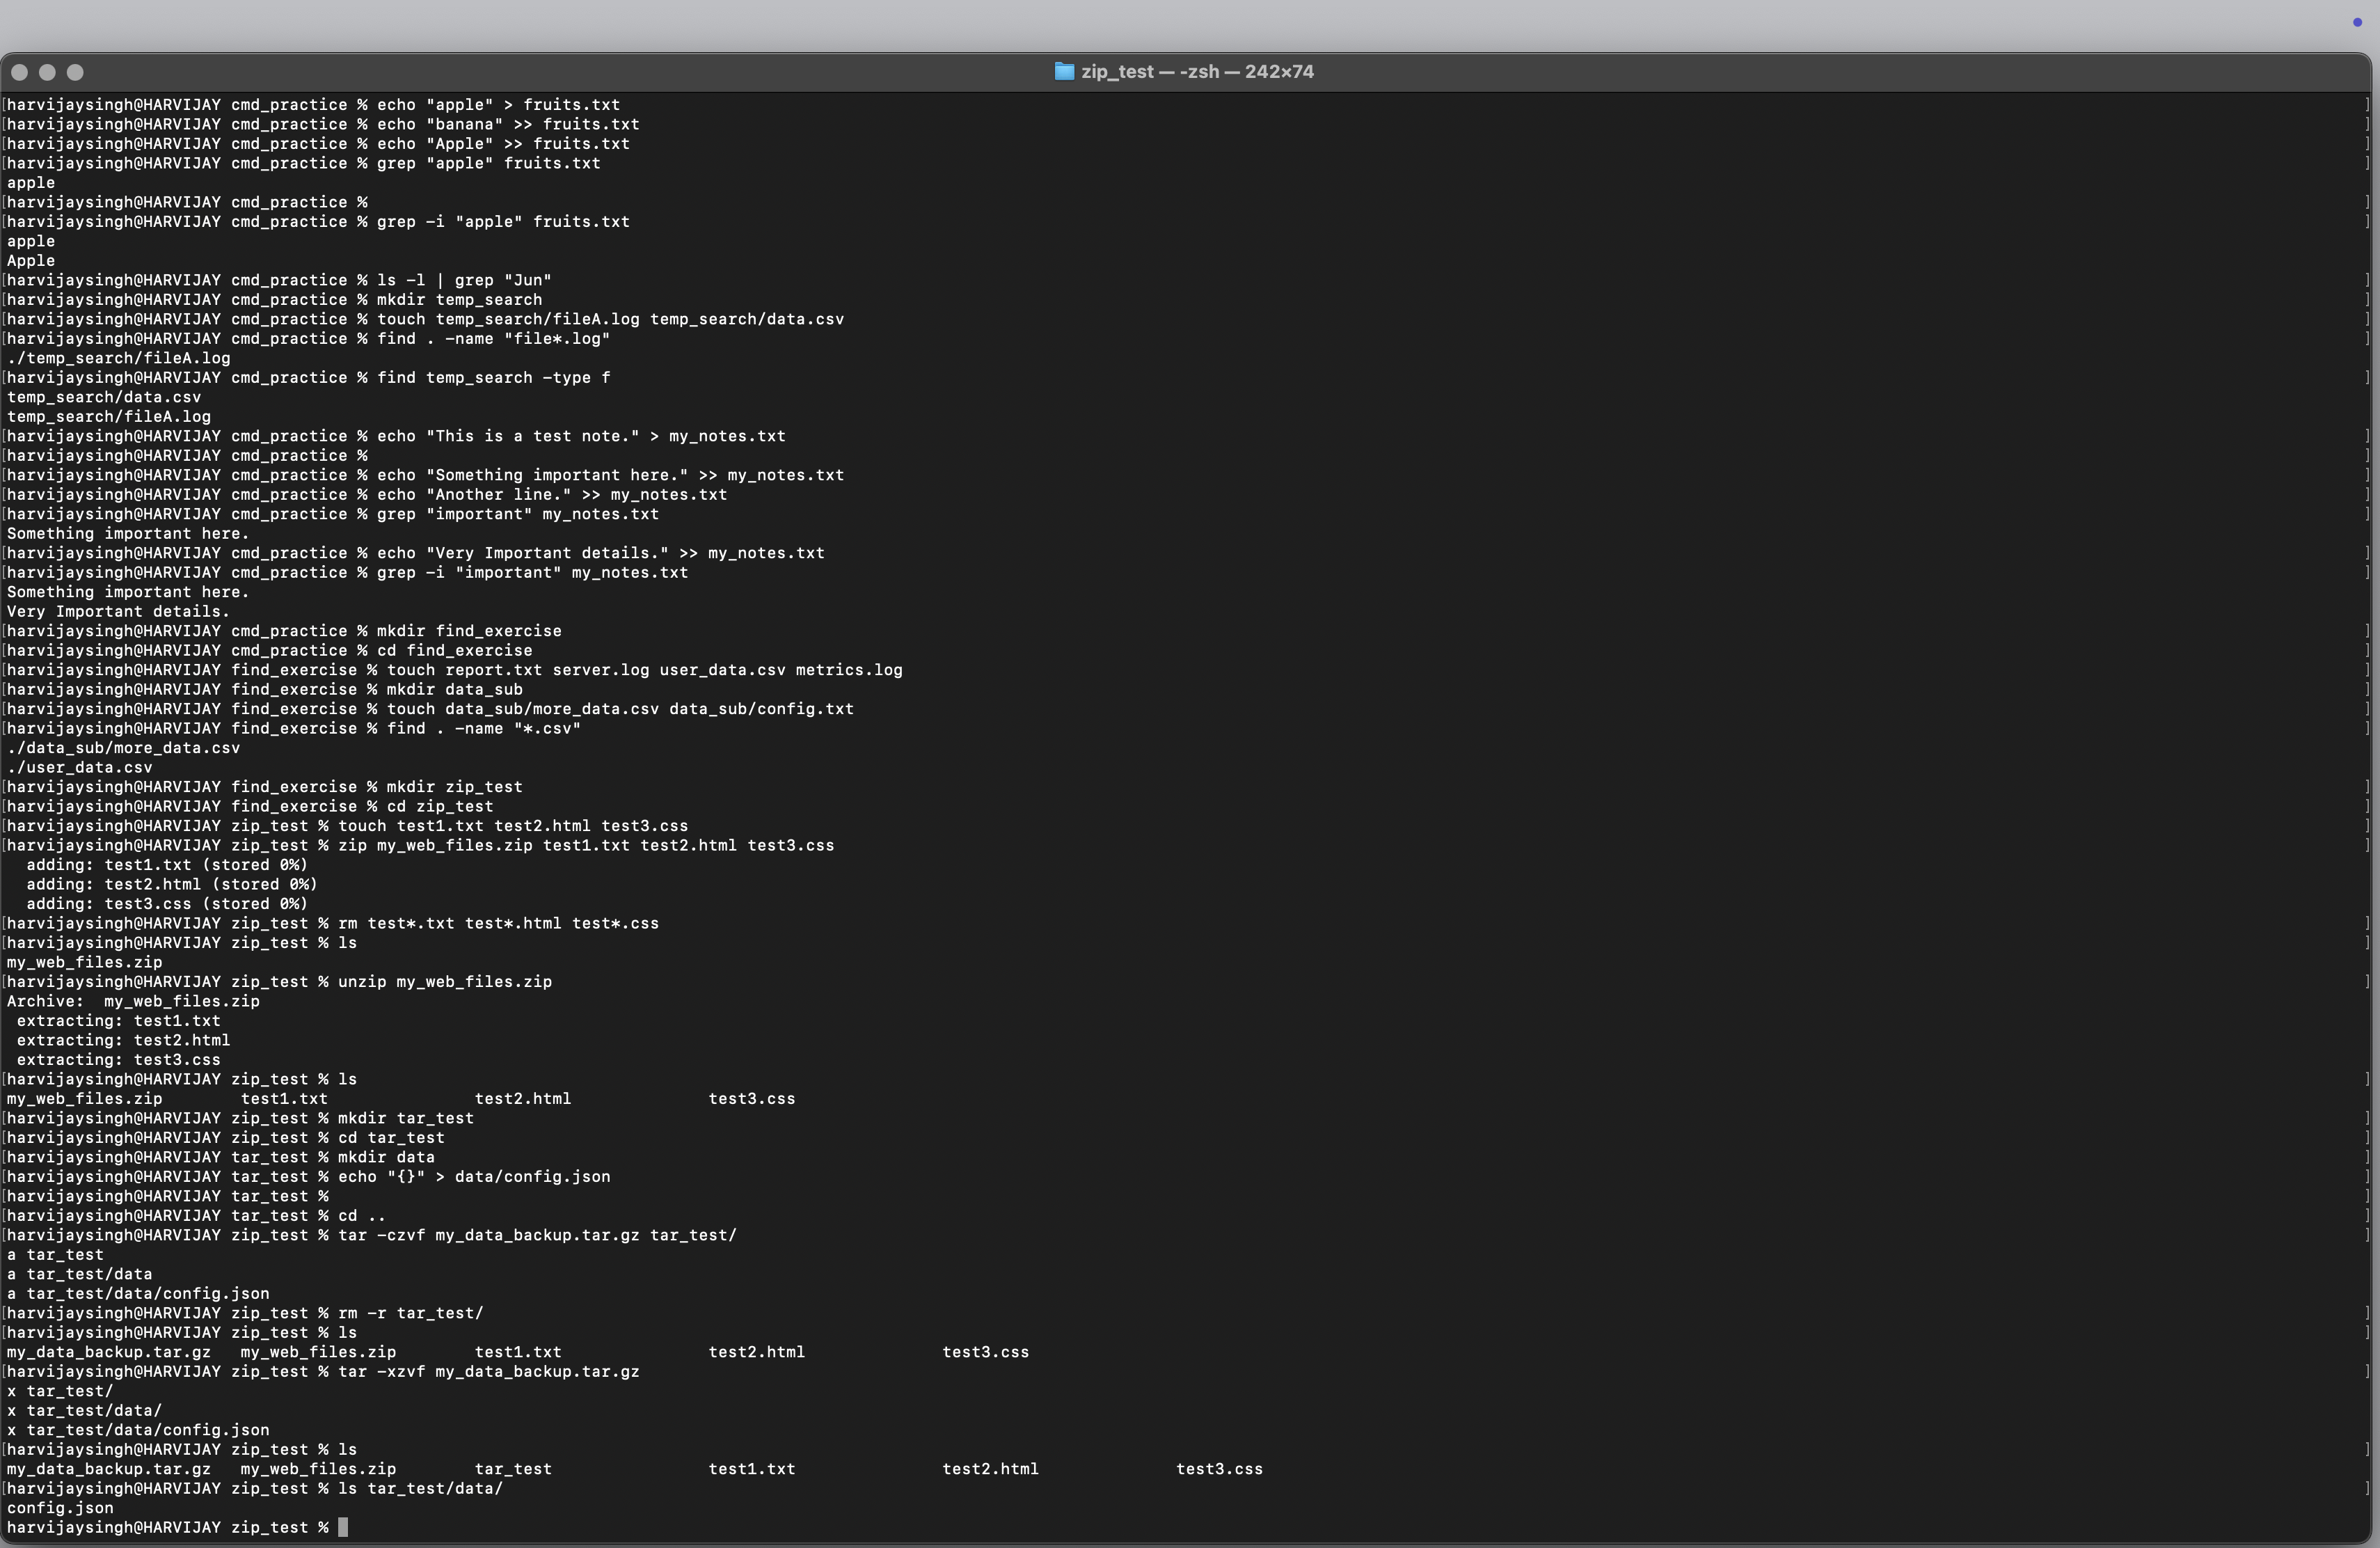 zip_test — -zsh — 242×74
[harvijaysingh@HARVIJAY cmd_practice % echo "apple" > fruits.txt ]
[harvijaysingh@HARVIJAY cmd_practice % echo "banana" >> fruits.txt ]
[harvijaysingh@HARVIJAY cmd_practice % echo "Apple" >> fruits.txt ]
[harvijaysingh@HARVIJAY cmd_practice % grep "apple" fruits.txt ]
apple
[harvijaysingh@HARVIJAY cmd_practice % ]
[harvijaysingh@HARVIJAY cmd_practice % grep -i "apple" fruits.txt ]
apple
Apple
[harvijaysingh@HARVIJAY cmd_practice % ls -l | grep "Jun" ]
[harvijaysingh@HARVIJAY cmd_practice % mkdir temp_search ]
[harvijaysingh@HARVIJAY cmd_practice % touch temp_search/fileA.log temp_search/data.csv ]
[harvijaysingh@HARVIJAY cmd_practice % find . -name "file*.log" ]
./temp_search/fileA.log
[harvijaysingh@HARVIJAY cmd_practice % find temp_search -type f ]
temp_search/data.csv
temp_search/fileA.log
[harvijaysingh@HARVIJAY cmd_practice % echo "This is a test note." > my_notes.txt ]
[harvijaysingh@HARVIJAY cmd_practice % ]
[harvijaysingh@HARVIJAY cmd_practice % echo "Something important here." >> my_notes.txt ]
[harvijaysingh@HARVIJAY cmd_practice % echo "Another line." >> my_notes.txt ]
[harvijaysingh@HARVIJAY cmd_practice % grep "important" my_notes.txt ]
Something important here.
[harvijaysingh@HARVIJAY cmd_practice % echo "Very Important details." >> my_notes.txt ]
[harvijaysingh@HARVIJAY cmd_practice % grep -i "important" my_notes.txt ]
Something important here.
Very Important details.
[harvijaysingh@HARVIJAY cmd_practice % mkdir find_exercise ]
[harvijaysingh@HARVIJAY cmd_practice % cd find_exercise ]
[harvijaysingh@HARVIJAY find_exercise % touch report.txt server.log user_data.csv metrics.log ]
[harvijaysingh@HARVIJAY find_exercise % mkdir data_sub ]
[harvijaysingh@HARVIJAY find_exercise % touch data_sub/more_data.csv data_sub/config.txt ]
[harvijaysingh@HARVIJAY find_exercise % find . -name "*.csv" ]
./data_sub/more_data.csv
./user_data.csv
[harvijaysingh@HARVIJAY find_exercise % mkdir zip_test ]
[harvijaysingh@HARVIJAY find_exercise % cd zip_test ]
[harvijaysingh@HARVIJAY zip_test % touch test1.txt test2.html test3.css ]
[harvijaysingh@HARVIJAY zip_test % zip my_web_files.zip test1.txt test2.html test3.css ]
  adding: test1.txt (stored 0%)
  adding: test2.html (stored 0%)
  adding: test3.css (stored 0%)
[harvijaysingh@HARVIJAY zip_test % rm test*.txt test*.html test*.css ]
[harvijaysingh@HARVIJAY zip_test % ls ]
my_web_files.zip
[harvijaysingh@HARVIJAY zip_test % unzip my_web_files.zip ]
Archive:  my_web_files.zip
 extracting: test1.txt
 extracting: test2.html
 extracting: test3.css
[harvijaysingh@HARVIJAY zip_test % ls ]
my_web_files.zip test1.txt test2.html test3.css
[harvijaysingh@HARVIJAY zip_test % mkdir tar_test ]
[harvijaysingh@HARVIJAY zip_test % cd tar_test ]
[harvijaysingh@HARVIJAY tar_test % mkdir data ]
[harvijaysingh@HARVIJAY tar_test % echo "{}" > data/config.json ]
[harvijaysingh@HARVIJAY tar_test % ]
[harvijaysingh@HARVIJAY tar_test % cd .. ]
[harvijaysingh@HARVIJAY zip_test % tar -czvf my_data_backup.tar.gz tar_test/ ]
a tar_test
a tar_test/data
a tar_test/data/config.json
[harvijaysingh@HARVIJAY zip_test % rm -r tar_test/ ]
[harvijaysingh@HARVIJAY zip_test % ls ]
my_data_backup.tar.gz my_web_files.zip test1.txt test2.html test3.css
[harvijaysingh@HARVIJAY zip_test % tar -xzvf my_data_backup.tar.gz ]
x tar_test/
x tar_test/data/
x tar_test/data/config.json
[harvijaysingh@HARVIJAY zip_test % ls ]
my_data_backup.tar.gz my_web_files.zip tar_test test1.txt test2.html test3.css
[harvijaysingh@HARVIJAY zip_test % ls tar_test/data/ ]
config.json
harvijaysingh@HARVIJAY zip_test %